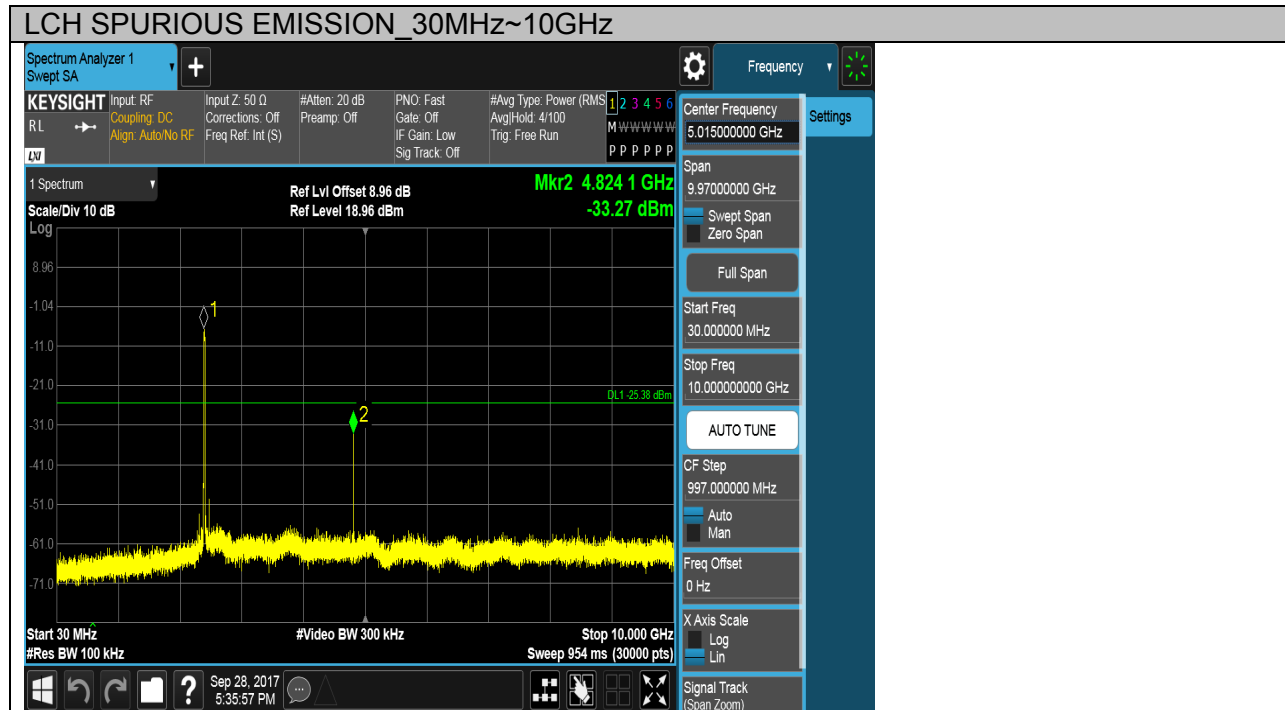 LCH SPURIOUS EMISSION_30MHz~10GHz
Spectrum Analyzer 1
Swept SA
+
Frequency
KEYSIGHT
RL
LXI
Input: RF
Coupling: DC
Align: Auto/No RF
Input Z: 50 Ω
Corrections: Off
Freq Ref: Int (S)
#Atten: 20 dB
Preamp: Off
PNO: Fast
Gate: Off
IF Gain: Low
Sig Track: Off
#Avg Type: Power (RMS
Avg|Hold: 4/100
Trig: Free Run
1 2 3 4 5 6
M W W W W W
P P P P P P
1 Spectrum
Scale/Div 10 dB
Log
Ref Lvl Offset 8.96 dB
Ref Level 18.96 dBm
Mkr2 4.824 1 GHz
-33.27 dBm
8.96
-1.04
-11.0
-21.0
-31.0
-41.0
-51.0
-61.0
-71.0
1
2
DL1 -25.38 dBm
Start 30 MHz
#Res BW 100 kHz
#Video BW 300 kHz
Stop 10.000 GHz
Sweep 954 ms (30000 pts)
?
Sep 28, 2017
5:35:57 PM
Center Frequency
5.015000000 GHz
Span
9.97000000 GHz
Swept Span
Zero Span
Full Span
Start Freq
30.000000 MHz
Stop Freq
10.000000000 GHz
AUTO TUNE
CF Step
997.000000 MHz
Auto
Man
Freq Offset
0 Hz
X Axis Scale
Log
Lin
Signal Track
(Span Zoom)
Settings